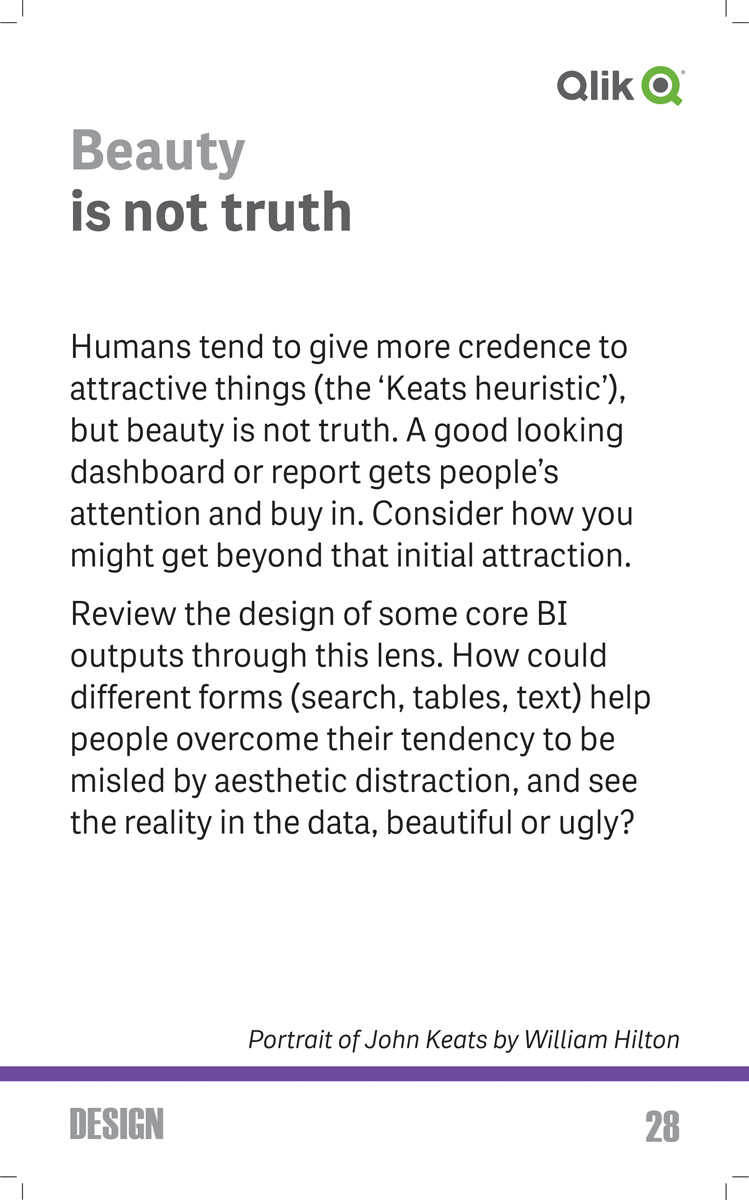 Qlik
Beauty
is not truth
Humans tend to give more credence to
attractive things (the ‘Keats heuristic’),
but beauty is not truth. A good looking
dashboard or report gets people’s
attention and buy in. Consider how you
might get beyond that initial attraction.
Review the design of some core BI
outputs through this lens. How could
different forms (search, tables, text) help
people overcome their tendency to be
misled by aesthetic distraction, and see
the reality in the data, beautiful or ugly?
Portrait of John Keats by William Hilton
DESIGN
28